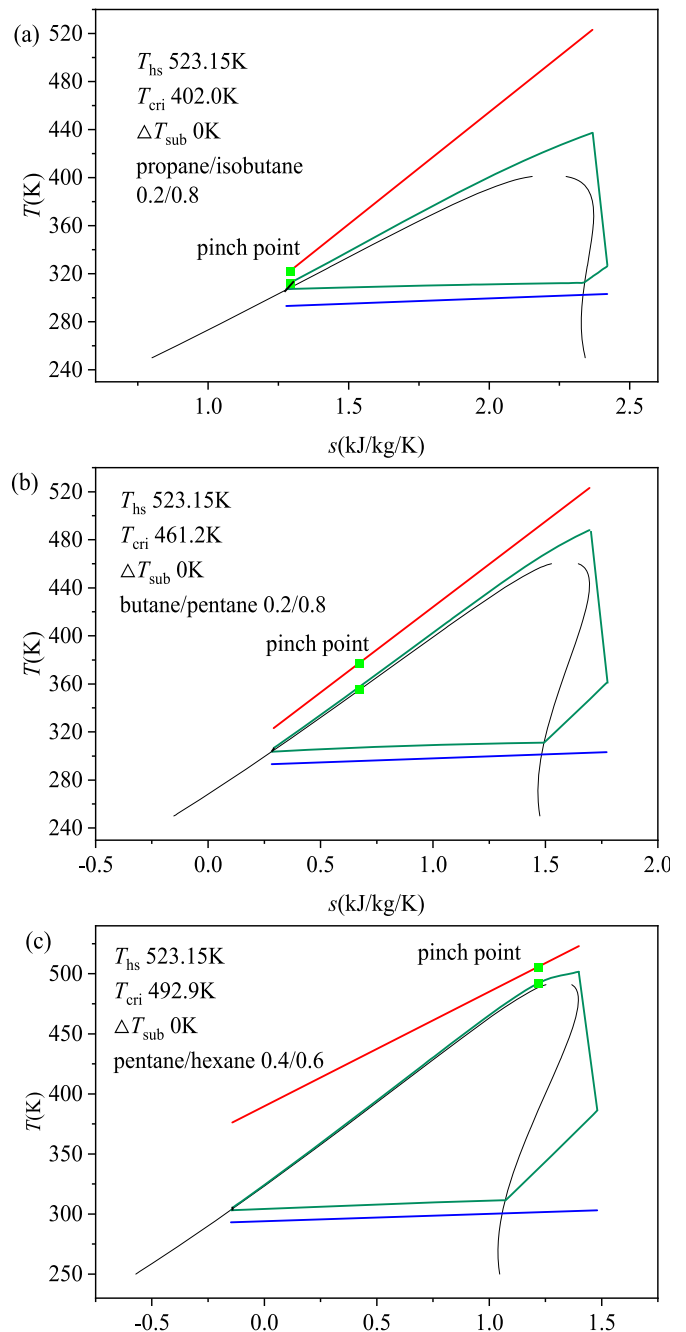 (a)
520
480
440
400
360
320
280
240
T(K)
T_hs 523.15K
T_cri 402.0K
△T_sub 0K
propane/isobutane
0.2/0.8
pinch point
1.0 1.5 2.0 2.5
s(kJ/kg/K)
(b)
520
480
440
400
360
320
280
240
T(K)
T_hs 523.15K
T_cri 461.2K
△T_sub 0K
butane/pentane 0.2/0.8
pinch point
-0.5 0.0 0.5 1.0 1.5 2.0
s(kJ/kg/K)
(c)
500
450
400
350
300
250
T(K)
T_hs 523.15K
T_cri 492.9K
△T_sub 0K
pentane/hexane 0.4/0.6
pinch point
-0.5 0.0 0.5 1.0 1.5